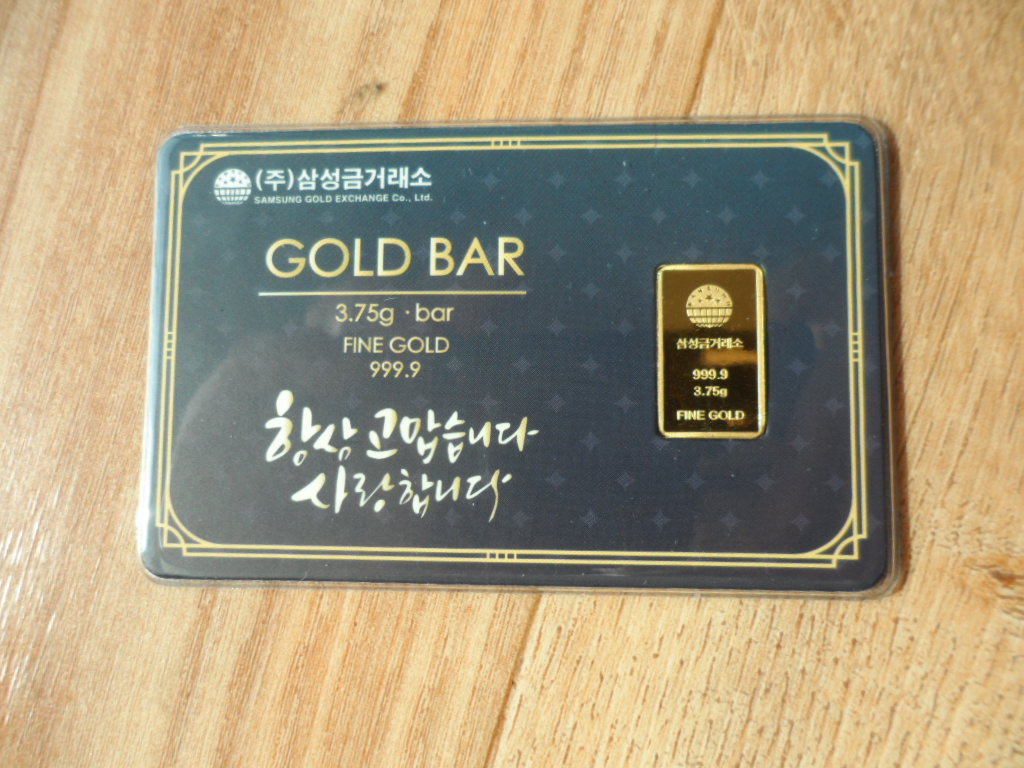 (주)삼성금거래소
SAMSUNG GOLD EXCHANGE Co., Ltd.
GOLD BAR
3.75g · bar
FINE GOLD
999.9
항상 고맙습니다
사랑합니다
SAMSUNG
삼성금거래소
999.9
3.75g
FINE GOLD